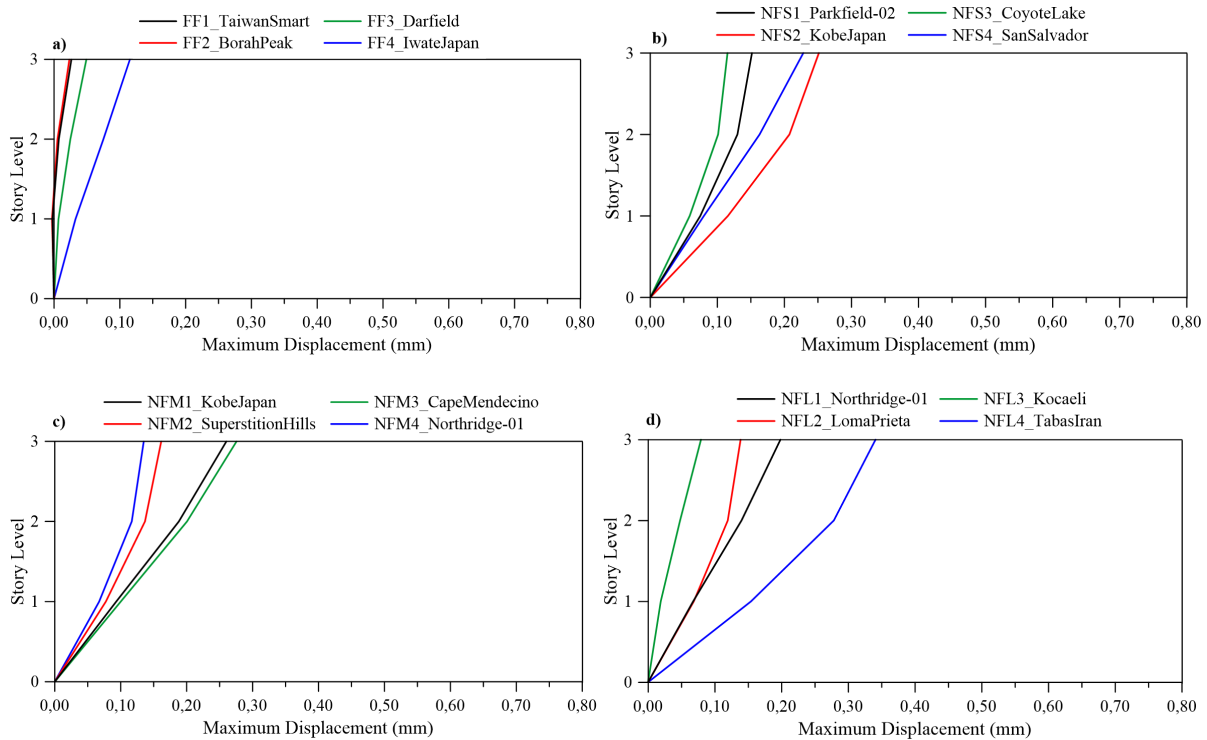 FF1_TaiwanSmart FF3_Darfield
FF2_BorahPeak FF4_IwateJapan
a)
Story Level
3
2
1
0
0,00 0,10 0,20 0,30 0,40 0,50 0,60 0,70 0,80
Maximum Displacement (mm)
NFS1_Parkfield-02 NFS3_CoyoteLake
NFS2_KobeJapan NFS4_SanSalvador
b)
Story Level
3
2
1
0
0,00 0,10 0,20 0,30 0,40 0,50 0,60 0,70 0,80
Maximum Displacement (mm)
NFM1_KobeJapan NFM3_CapeMendecino
NFM2_SuperstitionHills NFM4_Northridge-01
c)
Story Level
3
2
1
0
0,00 0,10 0,20 0,30 0,40 0,50 0,60 0,70 0,80
Maximum Displacement (mm)
NFL1_Northridge-01 NFL3_Kocaeli
NFL2_LomaPrieta NFL4_TabasIran
d)
Story Level
3
2
1
0
0,00 0,10 0,20 0,30 0,40 0,50 0,60 0,70 0,80
Maximum Displacement (mm)